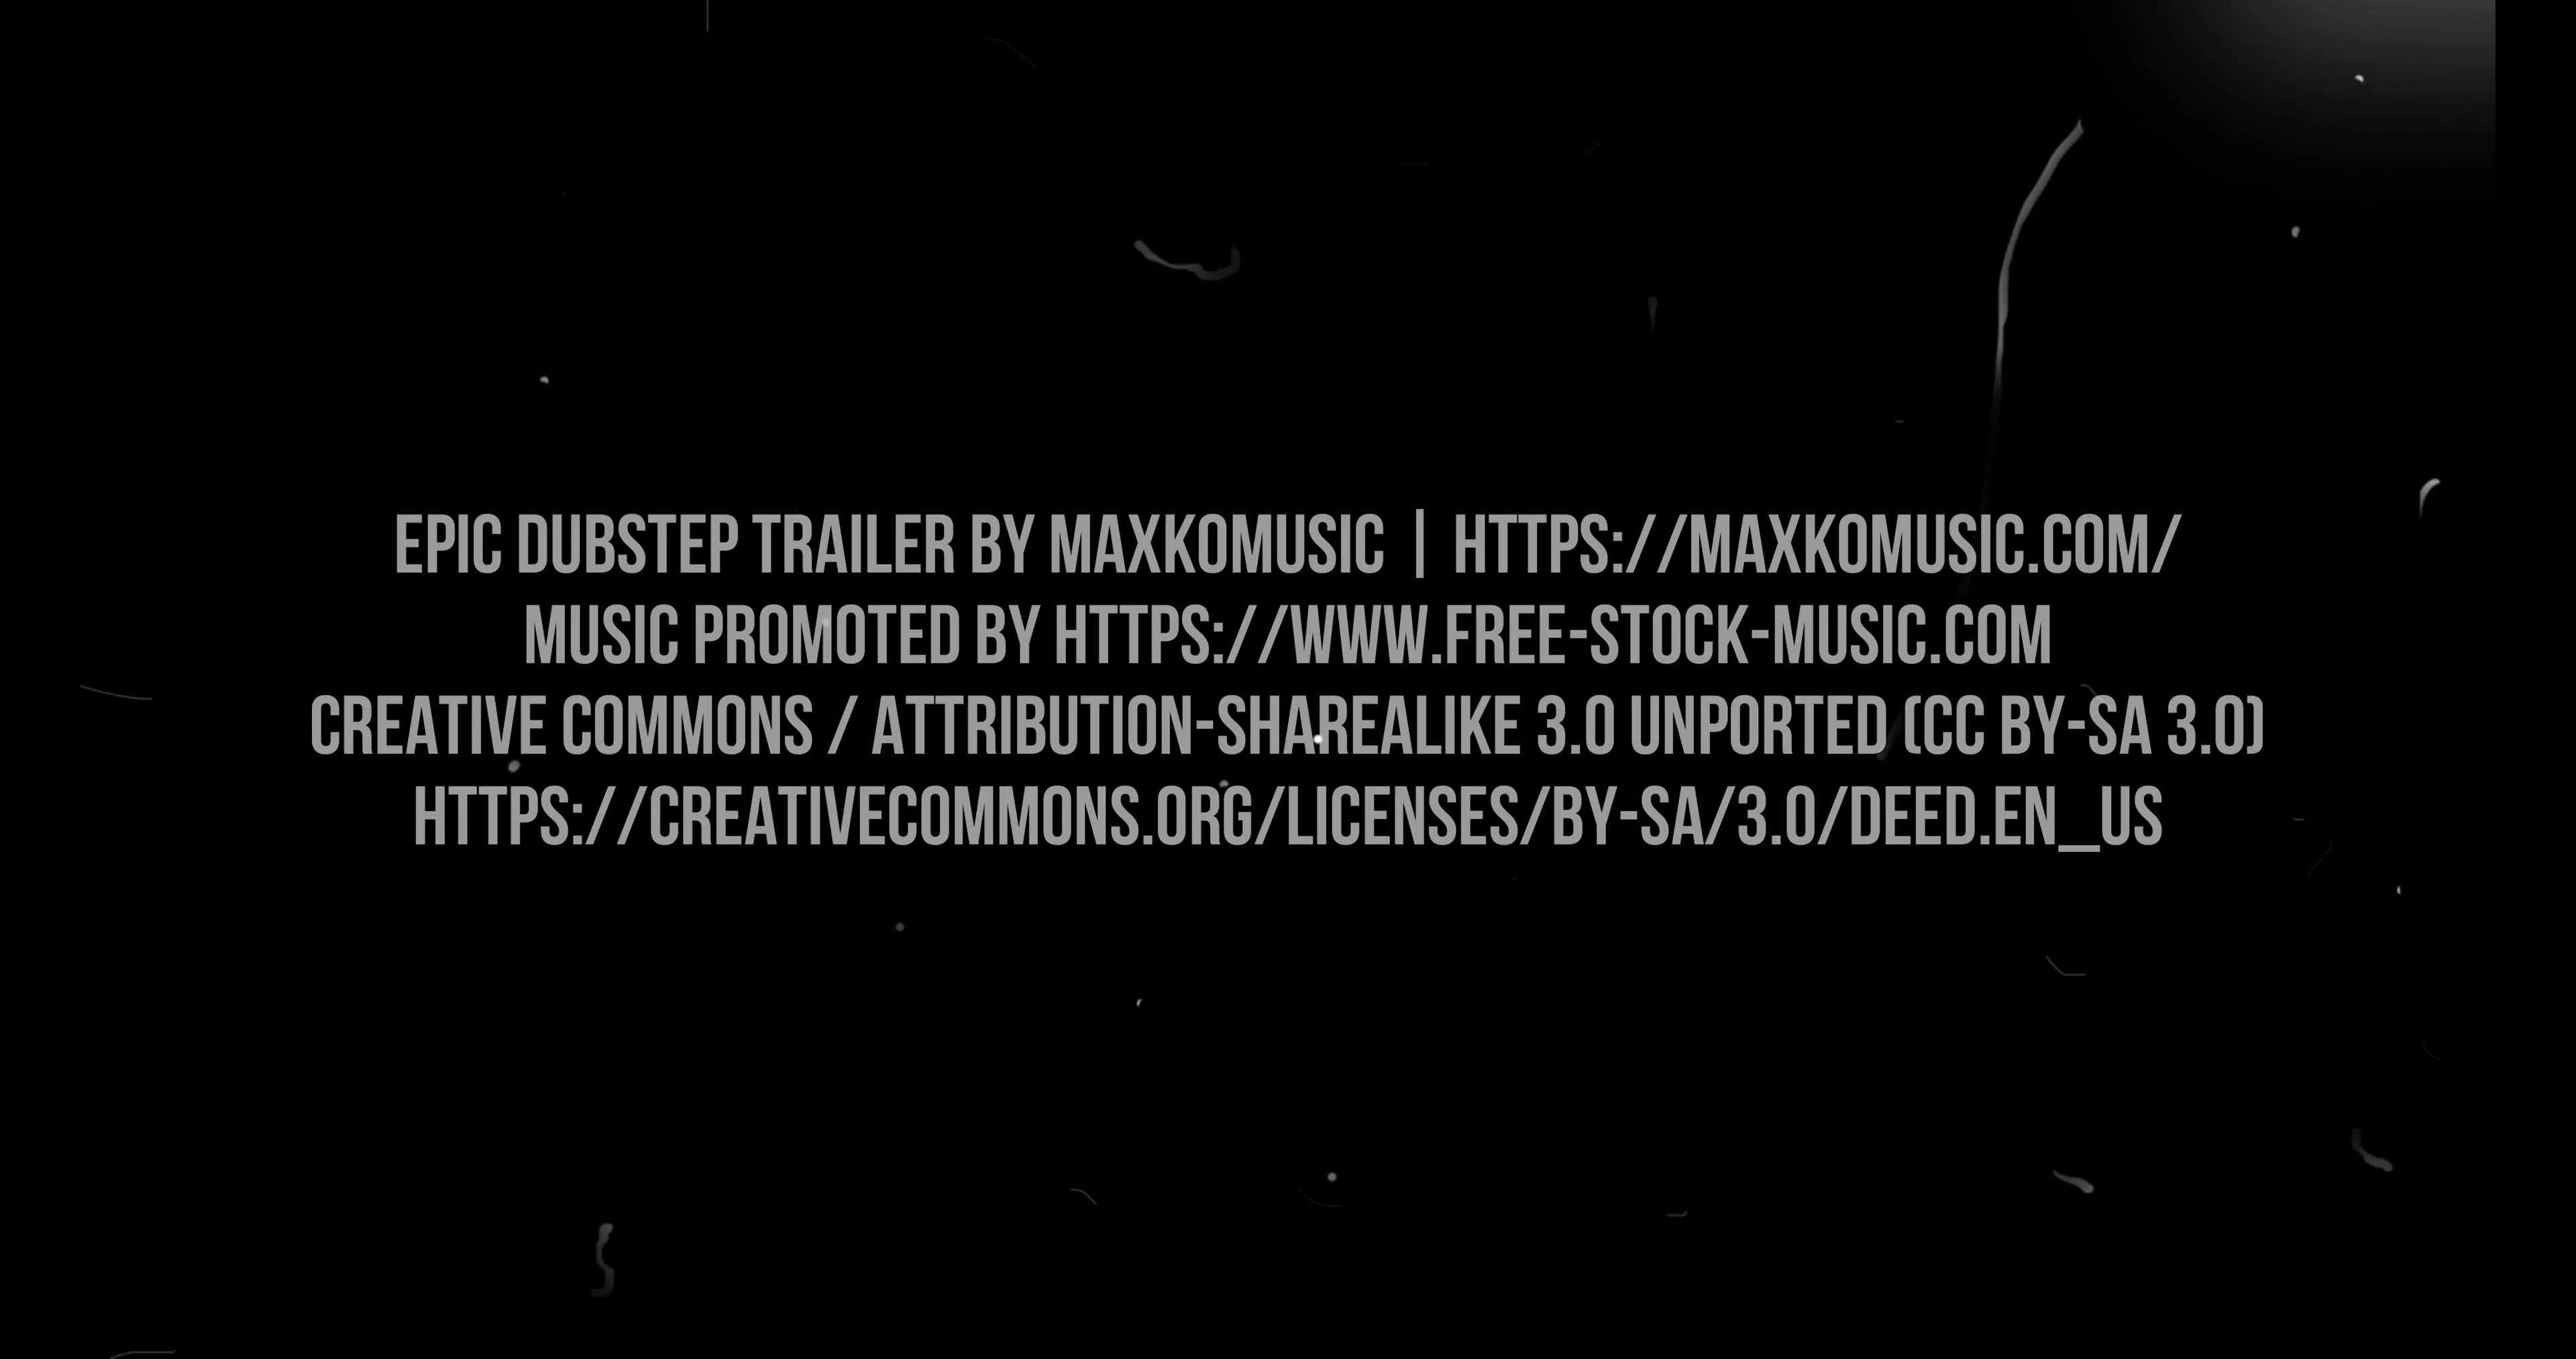 EPIC DUBSTEP TRAILER BY MAXKOMUSIC | HTTPS://MAXKOMUSIC.COM/
MUSIC PROMOTED BY HTTPS://WWW.FREE-STOCK-MUSIC.COM
CREATIVE COMMONS / ATTRIBUTION-SHAREALIKE 3.0 UNPORTED (CC BY-SA 3.0)
HTTPS://CREATIVECOMMONS.ORG/LICENSES/BY-SA/3.0/DEED.EN_US